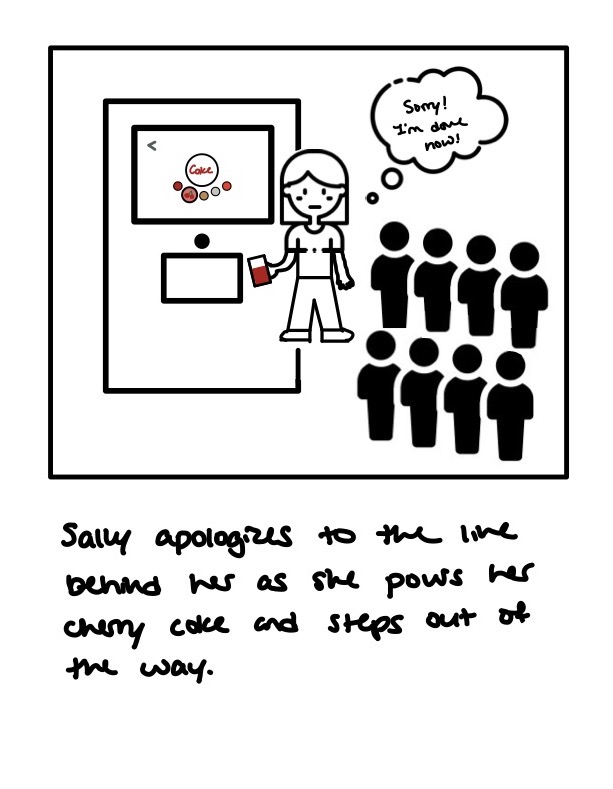 Coke
Sorry!
I'm done
now!
Sally apologizes to the line
behind her as she pours her
cherry coke and steps out of
the way.